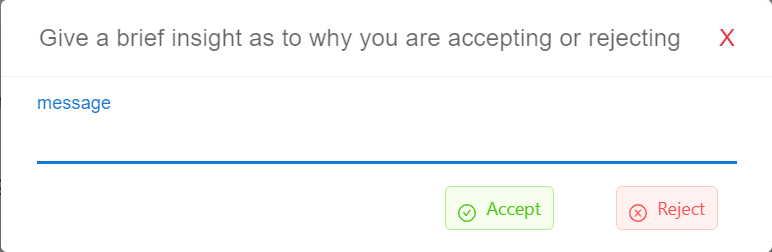 Give a brief insight as to why you are accepting or rejecting X
message
Accept Reject